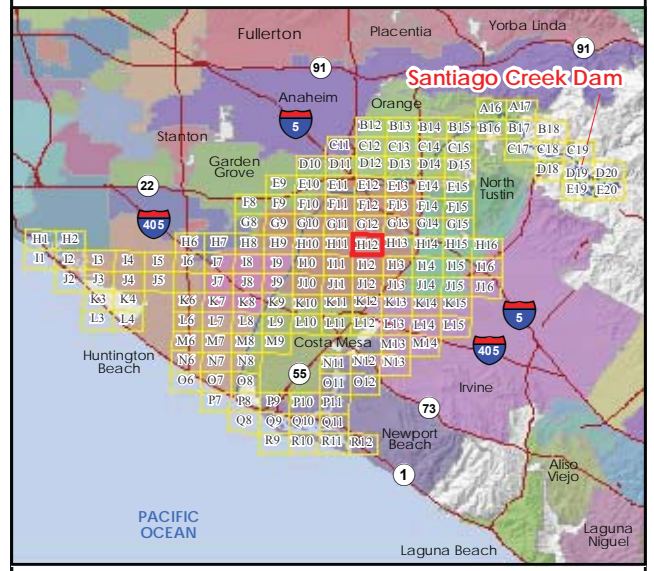 Fullerton
Placentia
Yorba Linda
91
91
Santiago Creek Dam
Anaheim
Orange
A16 A17
5
B12 B13 B14 B15 B16 B17 B18
Stanton
C11 C12 C13 C14 C15 C17 C18 C19
Garden
Grove
D10 D11 D12 D13 D14 D15 D18 D19 D20
22
E9 E10 E11 E12 E13 E14 E15 E19 E20
North
Tustin
F8 F9 F10 F11 F12 F13 F14 F15
405
G8 G9 G10 G11 G12 G13 G14 G15
H1 H2 H6 H7 H8 H9 H10 H11 H12 H13 H14 H15 H16
I1 I2 I3 I4 I5 I6 I7 I8 I9 I10 I11 I12 I13 I14 I15 I16
J2 J3 J4 J5 J7 J8 J9 J10 J11 J12 J13 J14 J15 J16
K3 K4 K6 K7 K8 K9 K10 K11 K12 K13 K14 K15
5
L3 L4 L6 L7 L8 L9 L10 L11 L12 L13 L14 L15
M6 M7 M8 M9 Costa Mesa M13 M14
405
Huntington
Beach
N6 N7 N8 N11 N12 N13
55
O6 O7 O8 O11 O12
Irvine
P7 P8 P9 P10 P11
73
Q8 Q9 Q10 Q11
Newport
Beach
R9 R10 R11 R12
1
Aliso
Viejo
PACIFIC
OCEAN
Laguna
Niguel
Laguna Beach